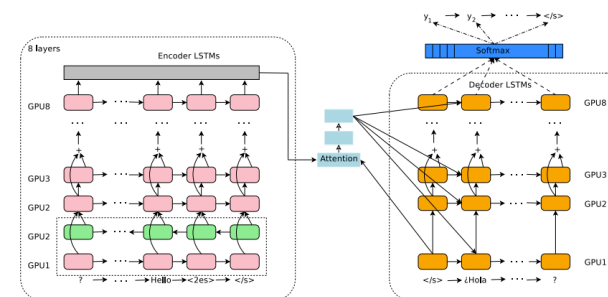 y1 y2 ... </s>
8 layers
Encoder LSTMs
Softmax
Decoder LSTMs
GPU8
GPU8
...
...
+ + + +
+ + +
Attention
GPU3
GPU3
GPU2
GPU2
GPU2
GPU1
GPU1
? ... Hello <2es> </s>
</s> ¿Hola ... ?